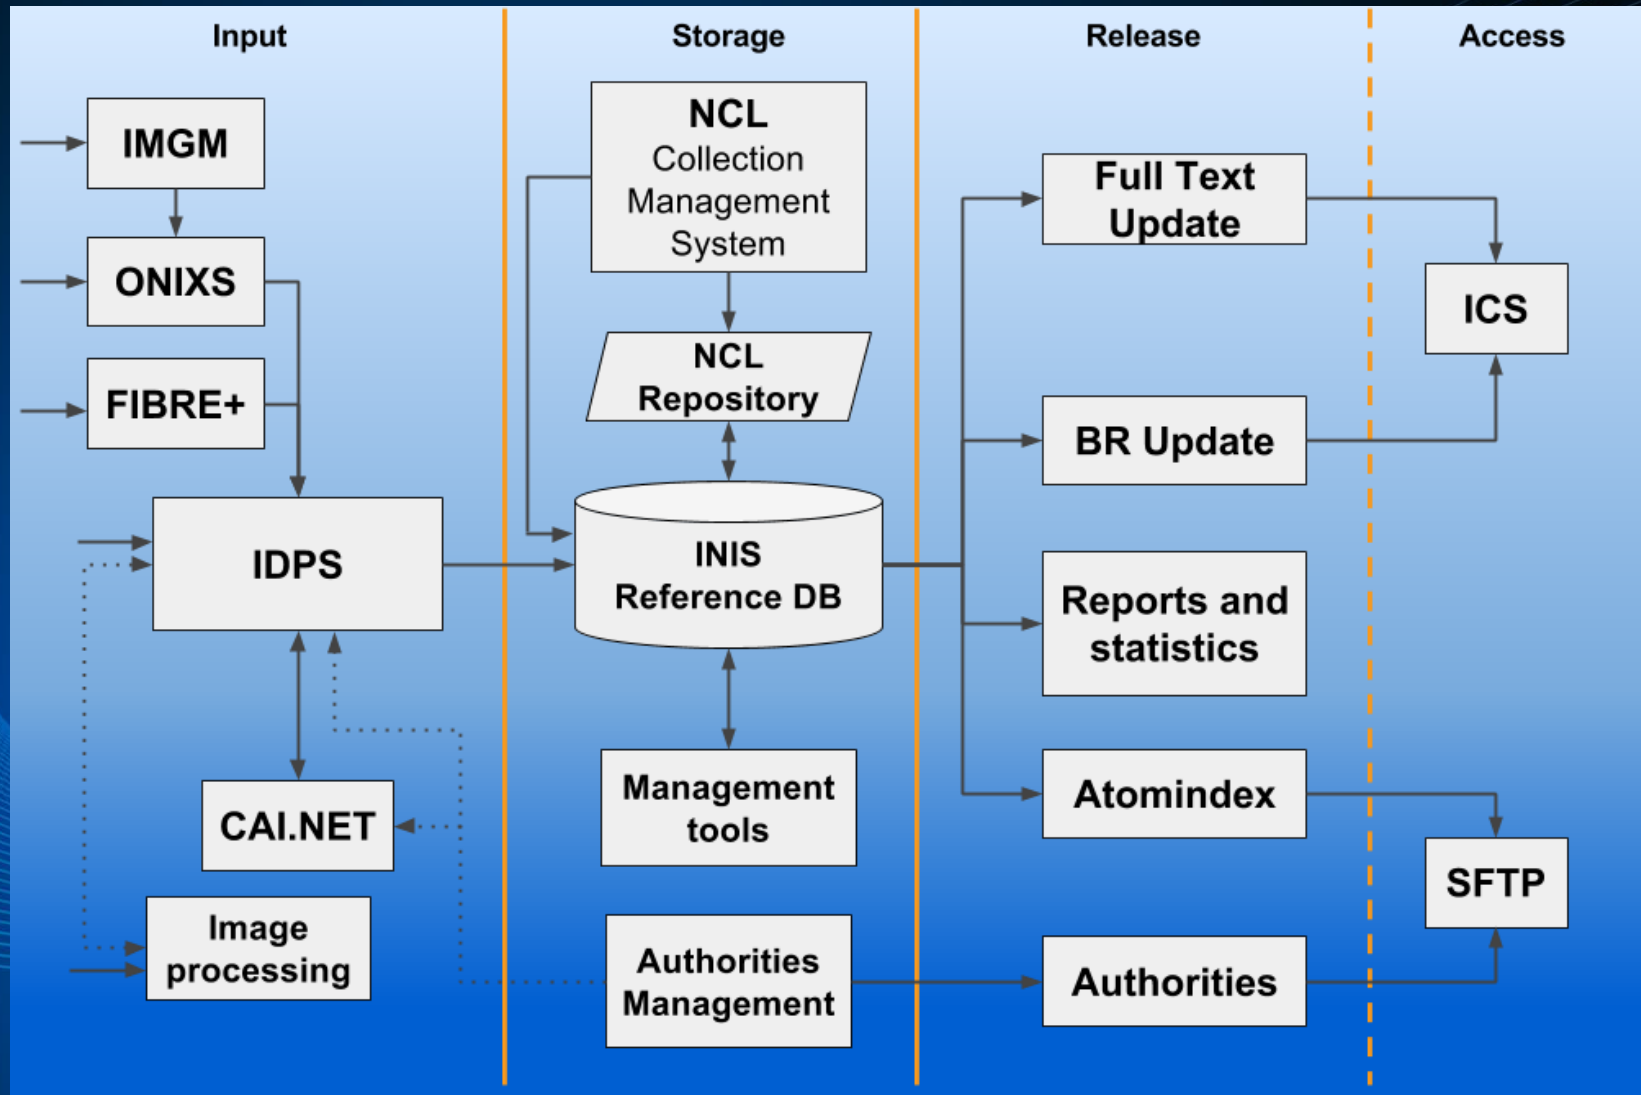 Input
Storage
Release
Access
IMGM
ONIXS
FIBRE+
IDPS
CAI.NET
Image
processing
NCL
Collection
Management
System
NCL
Repository
INIS
Reference DB
Management
tools
Authorities
Management
Full Text
Update
BR Update
Reports and
statistics
Atomindex
Authorities
ICS
SFTP